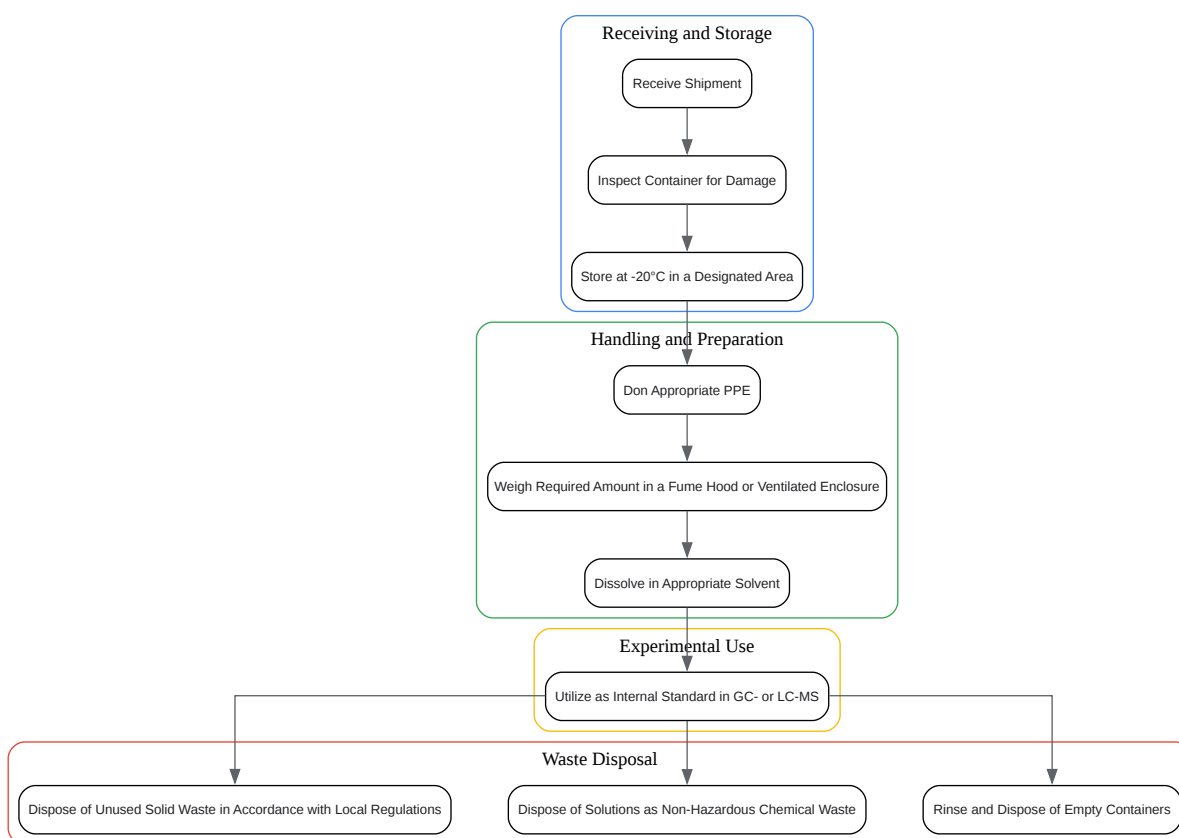 Receiving and Storage
Receive Shipment
Inspect Container for Damage
Store at -20°C in a Designated Area
Handling and Preparation
Don Appropriate PPE
Weigh Required Amount in a Fume Hood or Ventilated Enclosure
Dissolve in Appropriate Solvent
Experimental Use
Utilize as Internal Standard in GC- or LC-MS
Waste Disposal
Dispose of Unused Solid Waste in Accordance with Local Regulations
Dispose of Solutions as Non-Hazardous Chemical Waste
Rinse and Dispose of Empty Containers